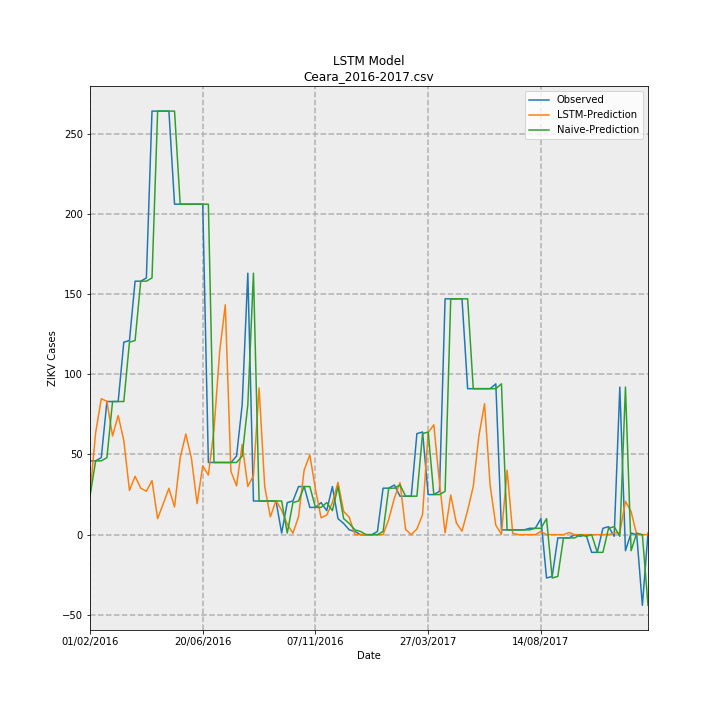 LSTM Model
Ceara_2016-2017.csv
Observed
LSTM-Prediction
Naive-Prediction
ZIKV Cases
250
200
150
100
50
0
−50
01/02/2016
20/06/2016
07/11/2016
27/03/2017
14/08/2017
Date